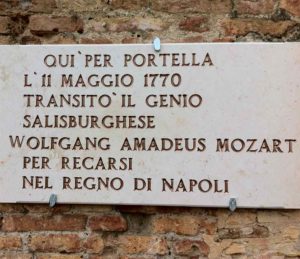 QUI` PER PORTELLA
L`11 MAGGIO 1770
TRANSITO` IL GENIO
SALISBURGHESE
WOLFGANG AMADEUS MOZART
PER RECARSI
NEL REGNO DI NAPOLI